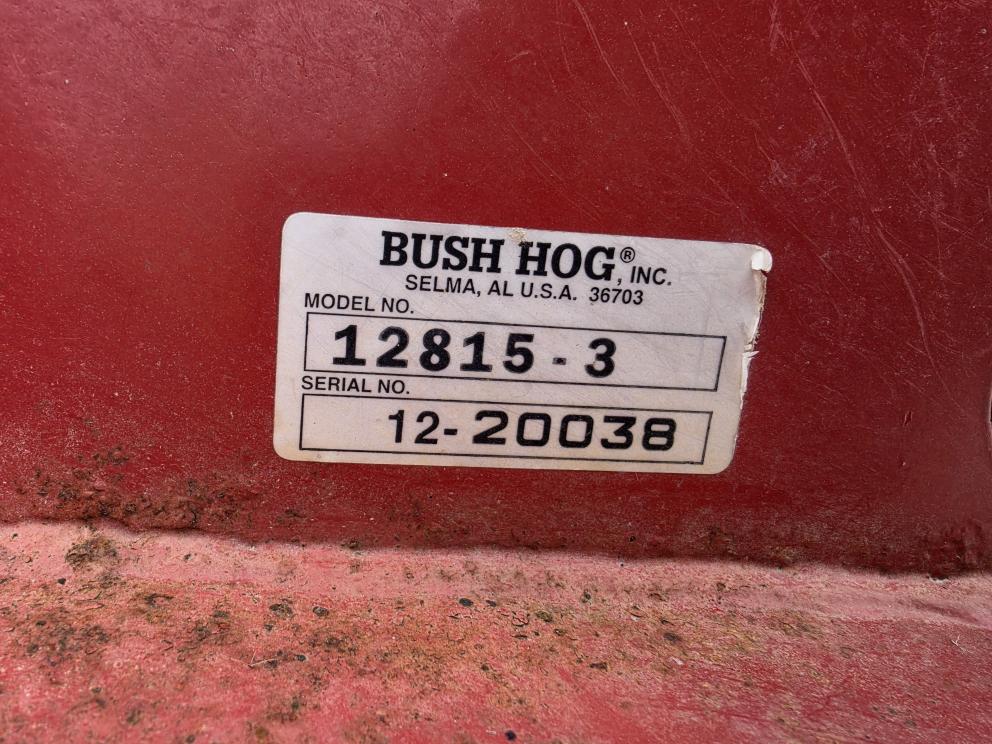 BUSH HOG®, INC.
SELMA, AL U.S.A. 36703
MODEL NO.
12815-3
SERIAL NO.
12-20038